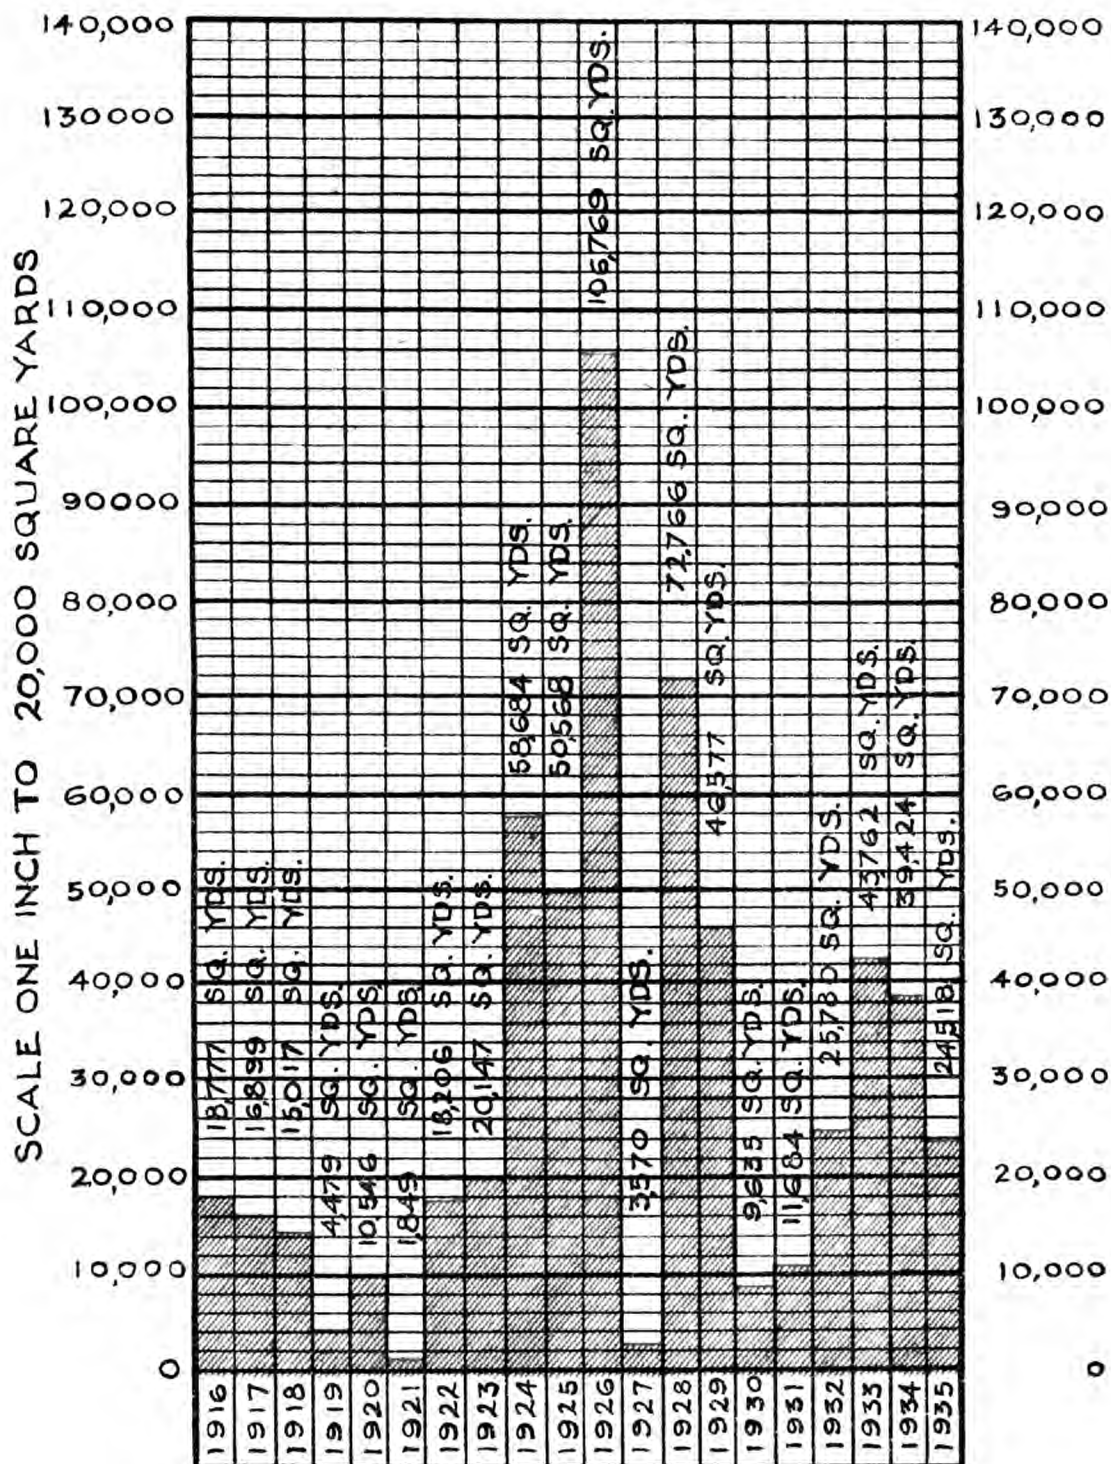 SCALE ONE INCH TO 20,000 SQUARE YARDS
140,000
130000
120,000
110,000
100,000
90000
80,000
70,000
60,000
50,000
40,000
30,000
20,000
10,000
0
18,777 SQ. YDS.
16,899 SQ. YDS.
15,017 SQ. YDS.
4,479 SQ. YDS.
10,546 SQ. YDS.
1,849 SQ. YDS.
18,206 SQ. YDS.
20,147 SQ. YDS.
58,684 SQ. YDS.
50,568 SQ. YDS.
106,769 SQ. YDS.
3,570 SQ. YDS.
72,766 SQ. YDS.
46,577 SQ. YDS.
9,635 SQ. YDS.
11,684 SQ. YDS.
25,780 SQ. YDS.
43,762 SQ. YDS.
39,424 SQ. YDS.
24,518 SQ. YDS.
140,000
130,000
120,000
110,000
100,000
90,000
80,000
70,000
60,000
50,000
40,000
30,000
20,000
10,000
0
1916
1917
1918
1919
1920
1921
1922
1923
1924
1925
1926
1927
1928
1929
1930
1931
1932
1933
1934
1935